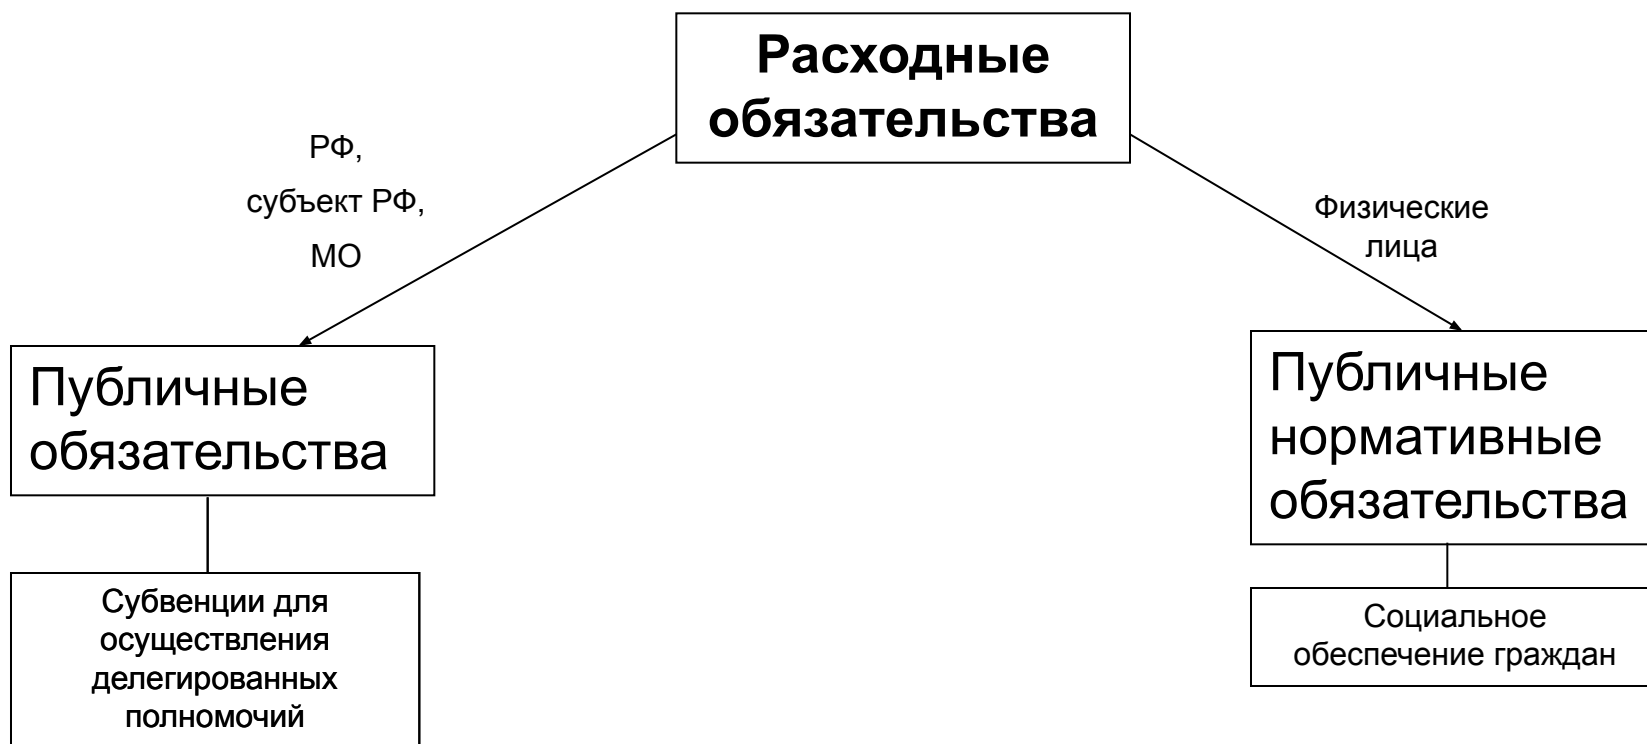 Расходные
обязательства
РФ,
субъект РФ,
МО
Физические
лица
Публичные
обязательства
Публичные
нормативные
обязательства
Субвенции для
осуществления
делегированных
полномочий
Социальное
обеспечение граждан